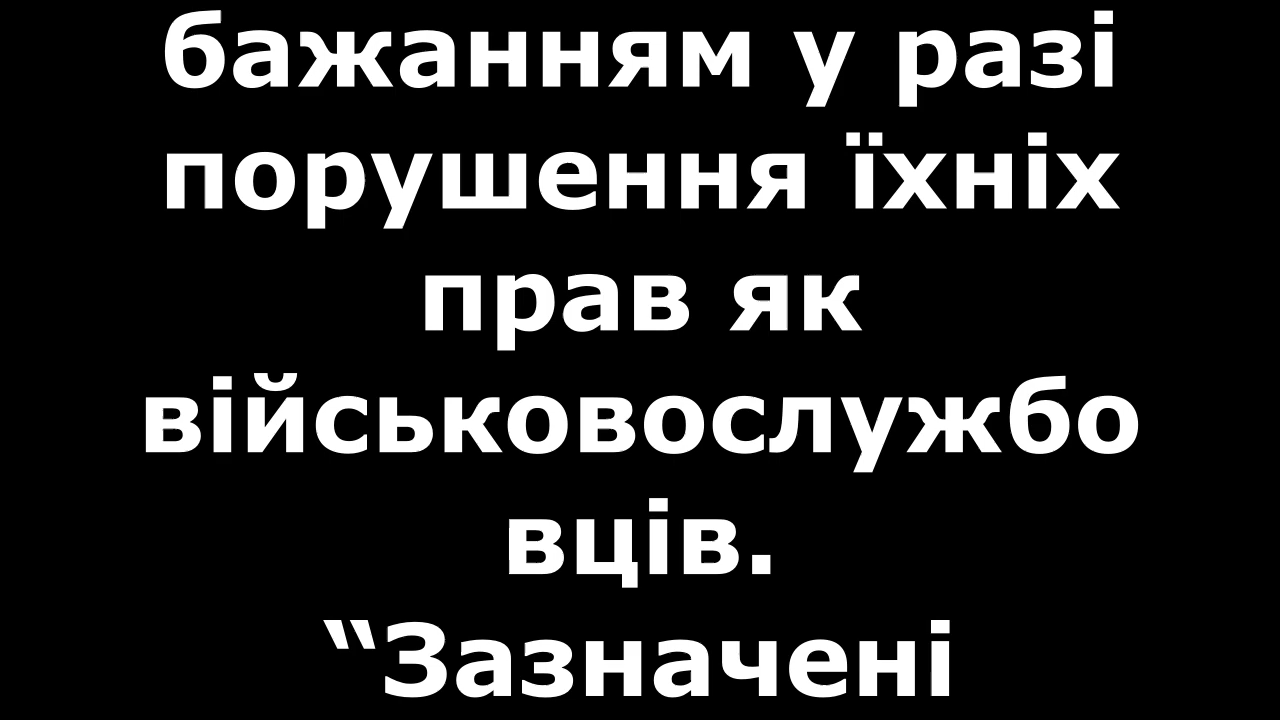 бажанням у разі
порушення їхніх
прав як
військовослужбо
вців.
“Зазначені